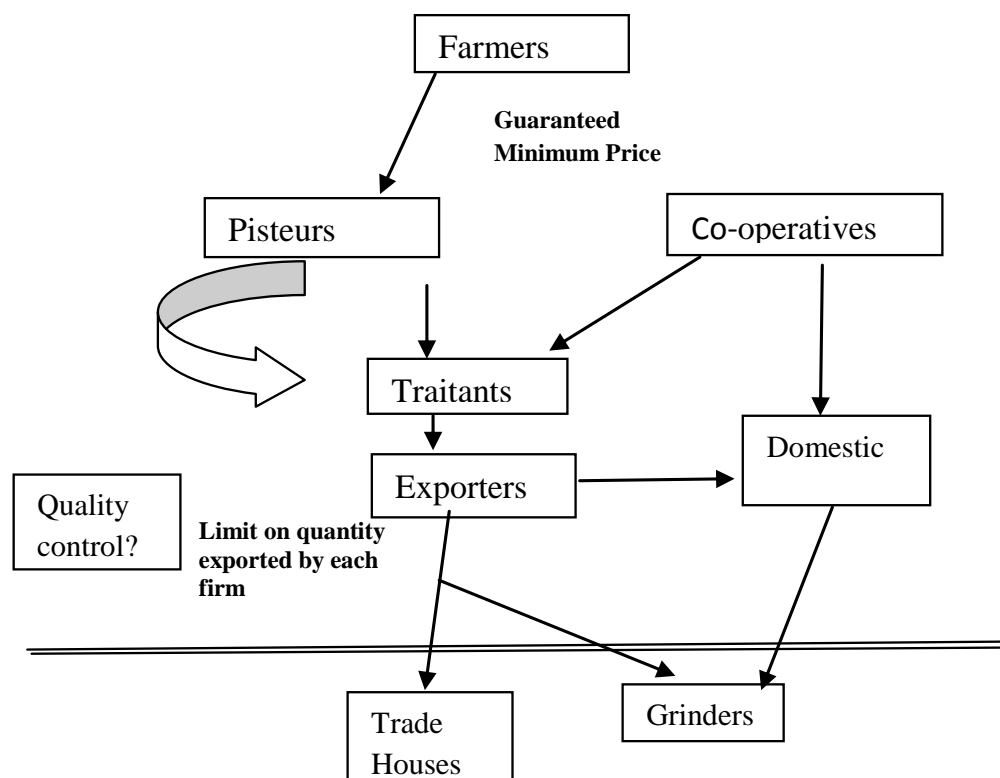 Farmers
Guaranteed
Minimum Price
Pisteurs
Co-operatives
Traitants
Domestic
Exporters
Quality
control?
Limit on quantity
exported by each
firm
Trade
Houses
Grinders